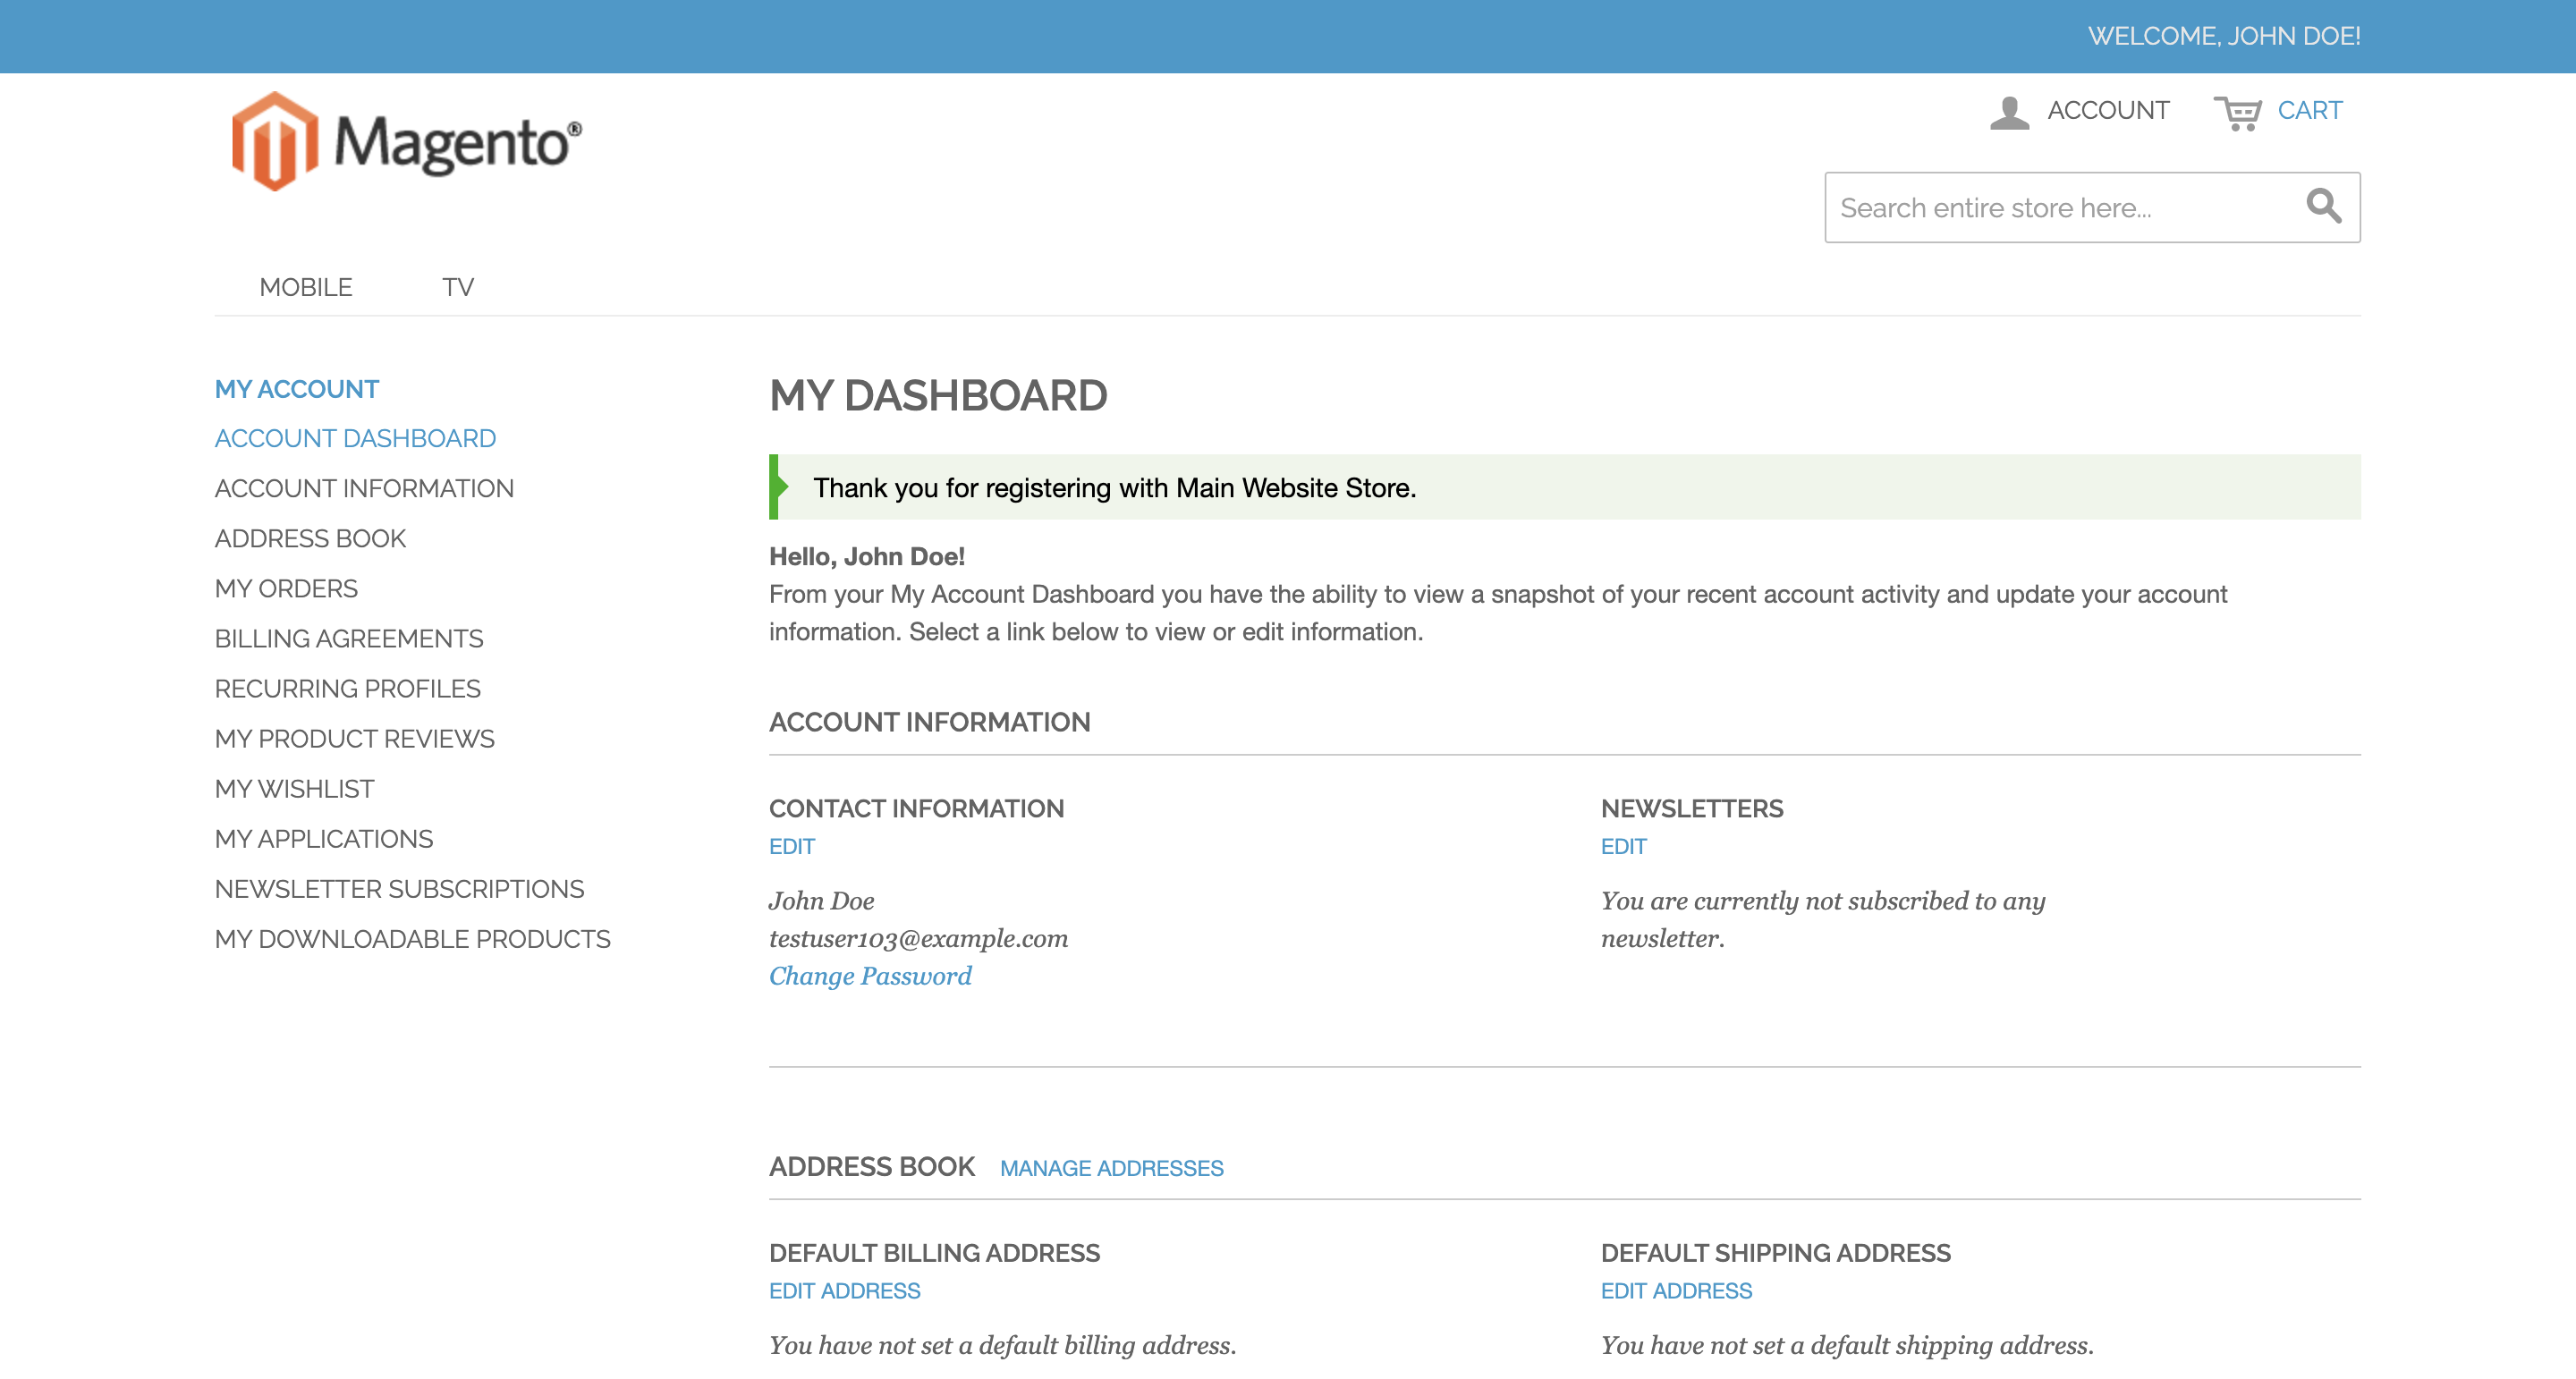 WELCOME, JOHN DOE!
Magento®
ACCOUNT
CART
Search entire store here...
MOBILE
TV
MY ACCOUNT
ACCOUNT DASHBOARD
ACCOUNT INFORMATION
ADDRESS BOOK
MY ORDERS
BILLING AGREEMENTS
RECURRING PROFILES
MY PRODUCT REVIEWS
MY WISHLIST
MY APPLICATIONS
NEWSLETTER SUBSCRIPTIONS
MY DOWNLOADABLE PRODUCTS
MY DASHBOARD
Thank you for registering with Main Website Store.
Hello, John Doe!
From your My Account Dashboard you have the ability to view a snapshot of your recent account activity and update your account
information. Select a link below to view or edit information.
ACCOUNT INFORMATION
CONTACT INFORMATION
EDIT
John Doe
testuser103@example.com
Change Password
NEWSLETTERS
EDIT
You are currently not subscribed to any
newsletter.
ADDRESS BOOK
MANAGE ADDRESSES
DEFAULT BILLING ADDRESS
EDIT ADDRESS
You have not set a default billing address.
DEFAULT SHIPPING ADDRESS
EDIT ADDRESS
You have not set a default shipping address.